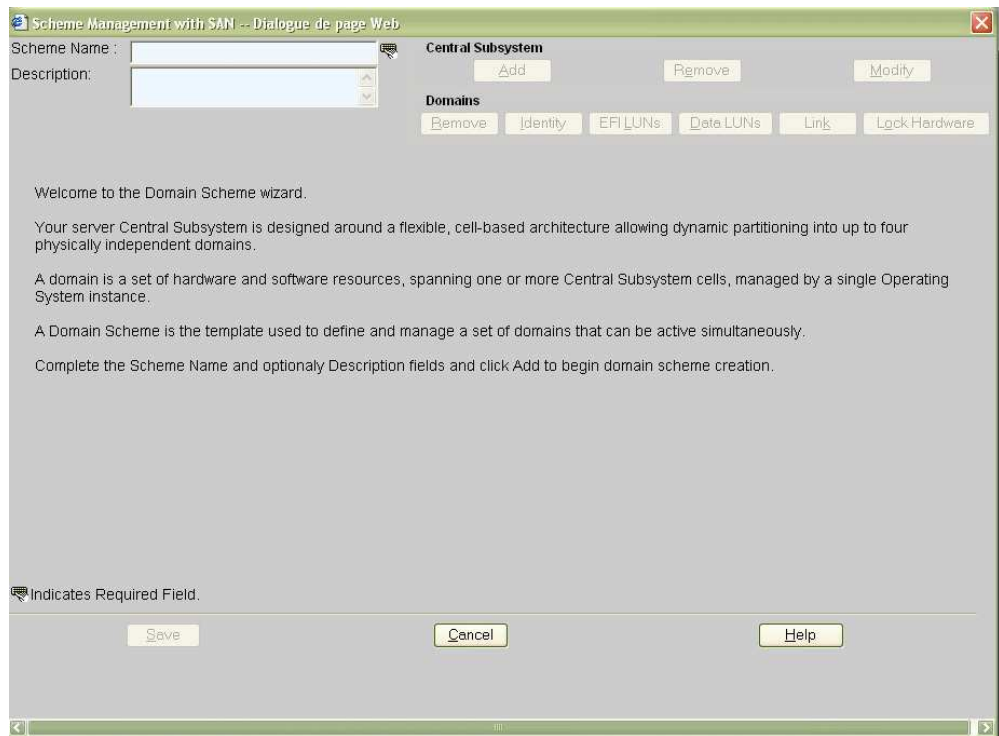 Scheme Management with SAN -- Dialogue de page Web
Scheme Name :
Description:
Central Subsystem
Add Remove Modify
Domains
Remove Identity EFI LUNs Data LUNs Link Lock Hardware
Welcome to the Domain Scheme wizard.
Your server Central Subsystem is designed around a flexible, cell-based architecture allowing dynamic partitioning into up to four
physically independent domains.
A domain is a set of hardware and software resources, spanning one or more Central Subsystem cells, managed by a single Operating
System instance.
A Domain Scheme is the template used to define and manage a set of domains that can be active simultaneously.
Complete the Scheme Name and optionaly Description fields and click Add to begin domain scheme creation.
Indicates Required Field.
Save Cancel Help